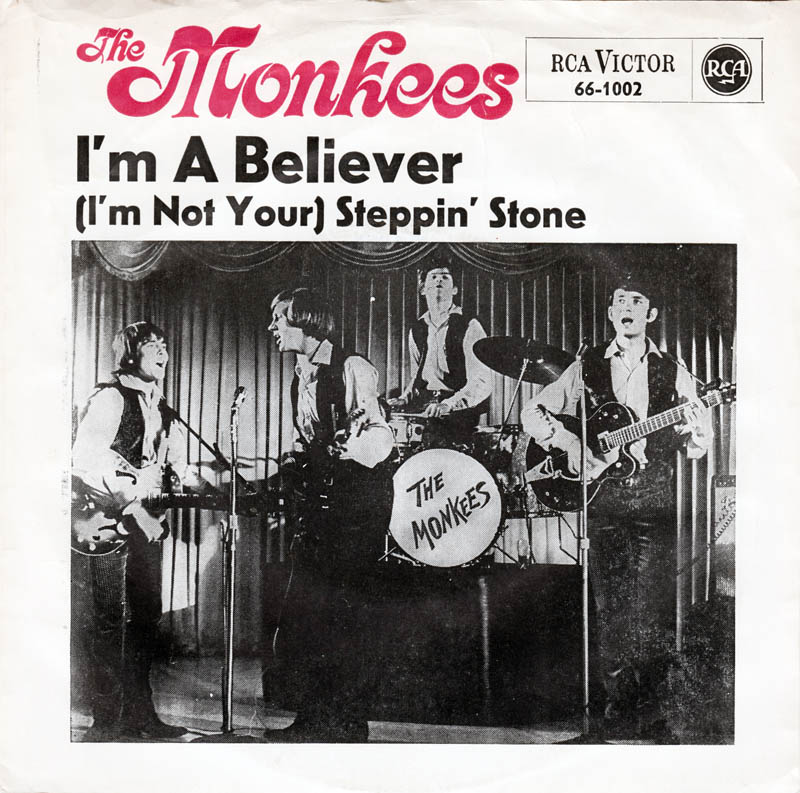 The Monkees
RCA VICTOR
66-1002
RCA
I'm A Believer
(I'm Not Your) Steppin' Stone
THE
MONKEES